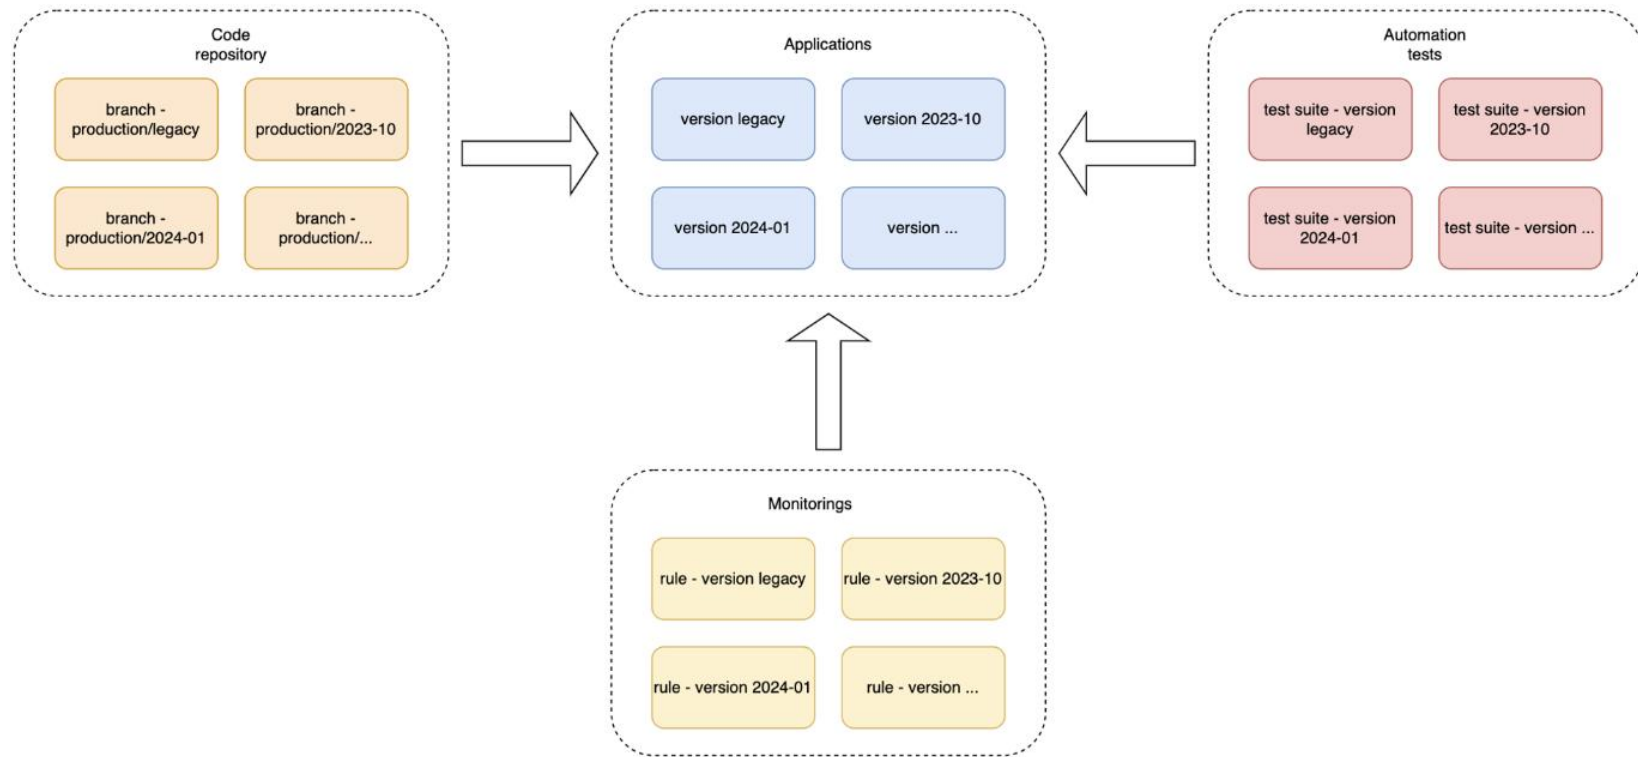 Code
repository
branch -
production/legacy
branch -
production/2023-10
branch -
production/2024-01
branch -
production/...
Applications
version legacy
version 2023-10
version 2024-01
version ...
Automation
tests
test suite - version
legacy
test suite - version
2023-10
test suite - version
2024-01
test suite - version ...
Monitorings
rule - version legacy
rule - version 2023-10
rule - version 2024-01
rule - version ...